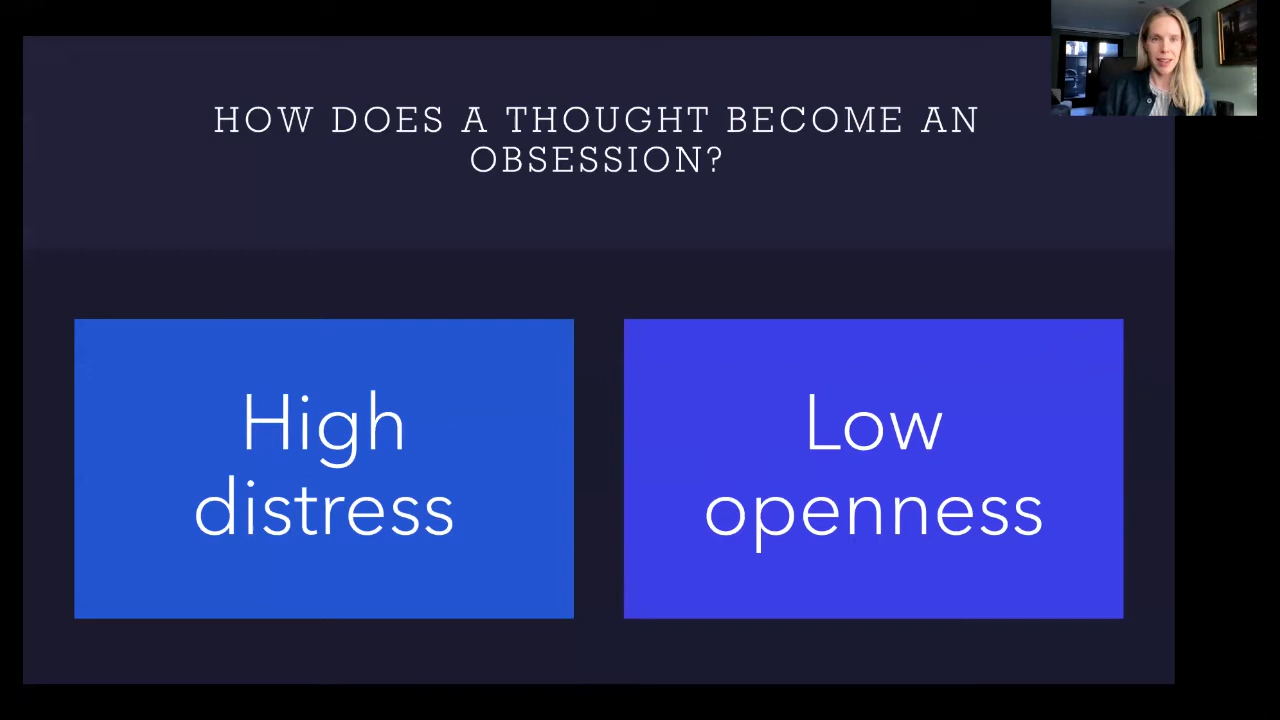 HOW DOES A THOUGHT BECOME AN
OBSESSION?
High
distress
Low
openness